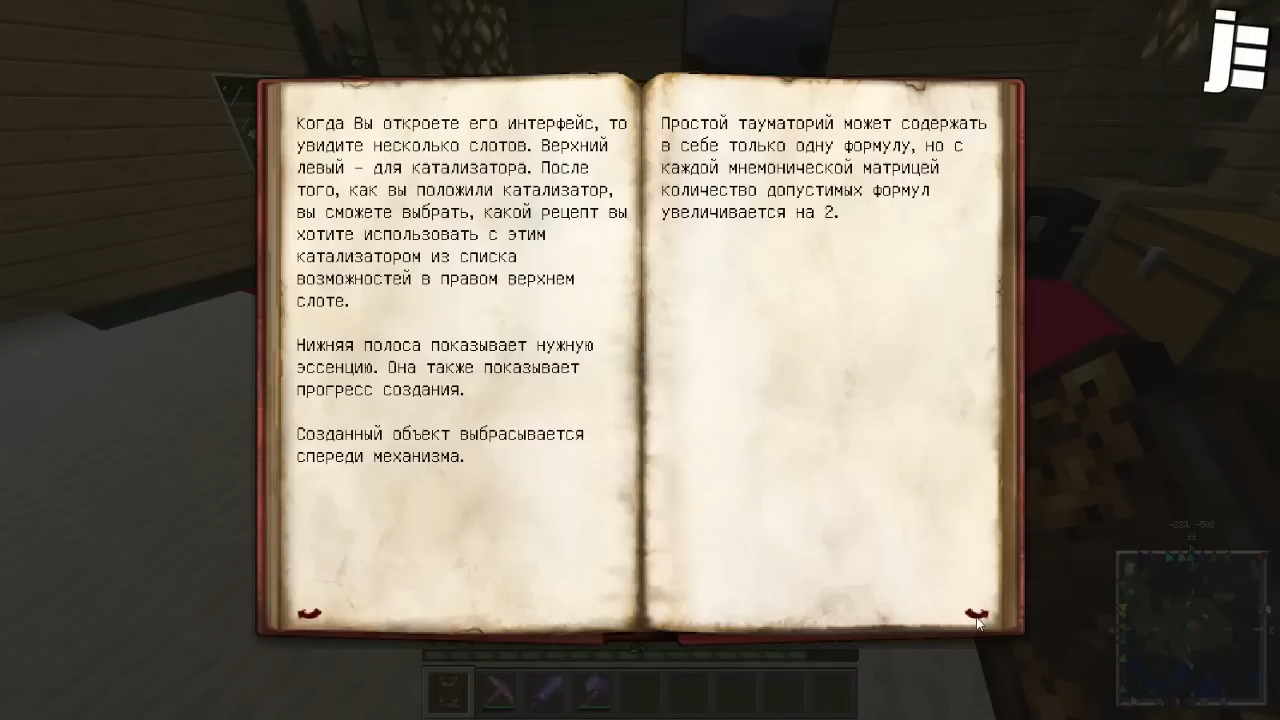 JE
Когда Вы откроете его интерфейс, то
увидите несколько слотов. Верхний
левый – для катализатора. После
того, как вы положили катализатор,
вы сможете выбрать, какой рецепт вы
хотите использовать с этим
катализатором из списка
возможностей в правом верхнем
слоте.
Нижняя полоса показывает нужную
эссенцию. Она также показывает
прогресс создания.
Созданный объект выбрасывается
спереди механизма.
Простой тауматорий может содержать
в себе только одну формулу, но с
каждой мнемонической матрицей
количество допустимых формул
увеличивается на 2.